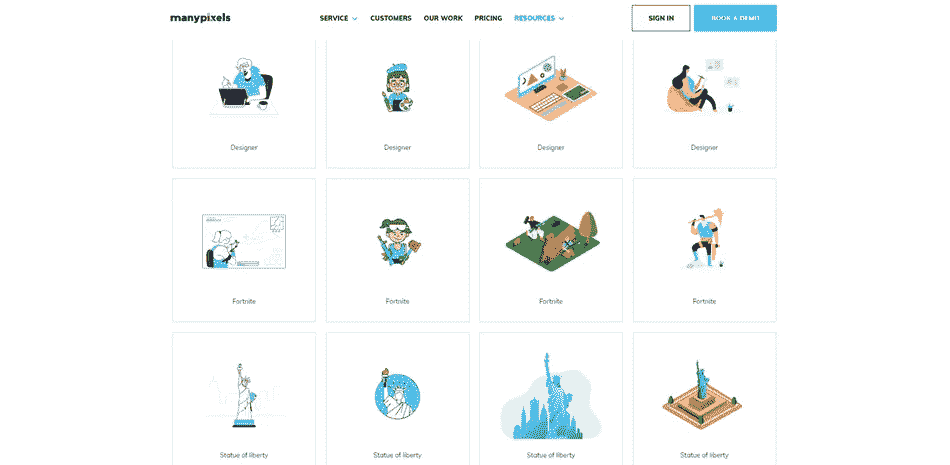 manypixels SERVICE CUSTOMERS OUR WORK PRICING RESOURCES SIGN IN BOOK A DEMO
Designer Designer Designer Designer
Fortnite Fortnite Fortnite Fortnite
Statue of liberty Statue of liberty Statue of liberty Statue of liberty